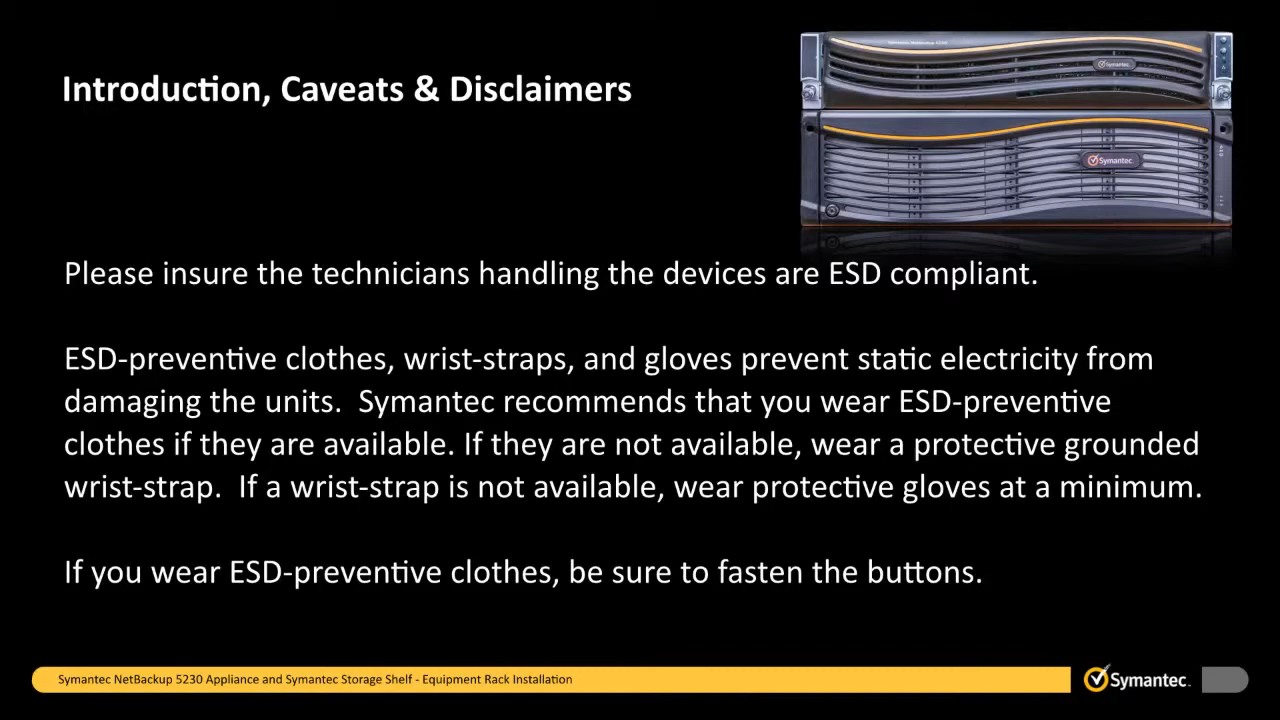 Introduction, Caveats & Disclaimers
Symantec
Symantec
Please insure the technicians handling the devices are ESD compliant.
ESD-preventive clothes, wrist-straps, and gloves prevent static electricity from
damaging the units.  Symantec recommends that you wear ESD-preventive
clothes if they are available. If they are not available, wear a protective grounded
wrist-strap.  If a wrist-strap is not available, wear protective gloves at a minimum.
If you wear ESD-preventive clothes, be sure to fasten the buttons.
Symantec NetBackup 5230 Appliance and Symantec Storage Shelf - Equipment Rack Installation
Symantec.